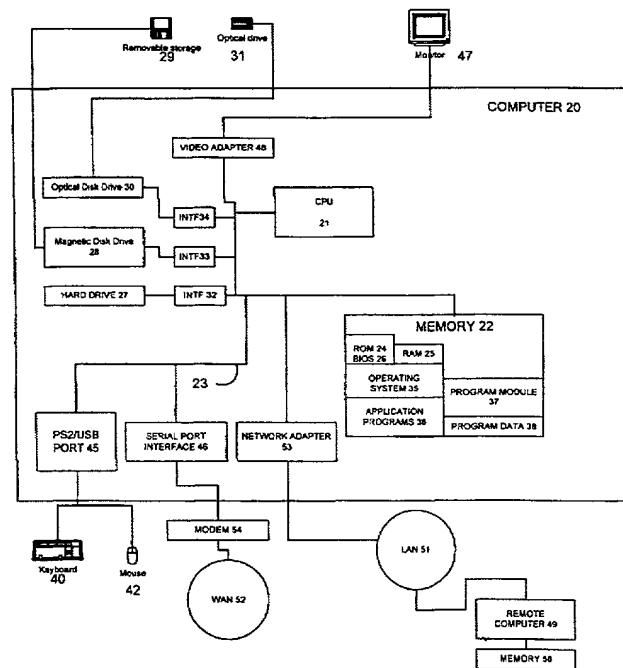 Removable storage
29
Optical drive
31
Monitor
47
COMPUTER 20
VIDEO ADAPTER 48
Optical Disk Drive 30
INTF34
CPU
21
Magnetic Disk Drive
28
INTF33
HARD DRIVE 27
INTF 32
MEMORY 22
ROM 24
BIOS 26
RAM 25
OPERATING
SYSTEM 35
PROGRAM MODULE
37
APPLICATION
PROGRAMS 36
PROGRAM DATA 38
23
PS2/USB
PORT 45
SERIAL PORT
INTERFACE 46
NETWORK ADAPTER
53
MODEM 54
Keyboard
40
Mouse
42
WAN 52
LAN 51
REMOTE
COMPUTER 49
MEMORY 50